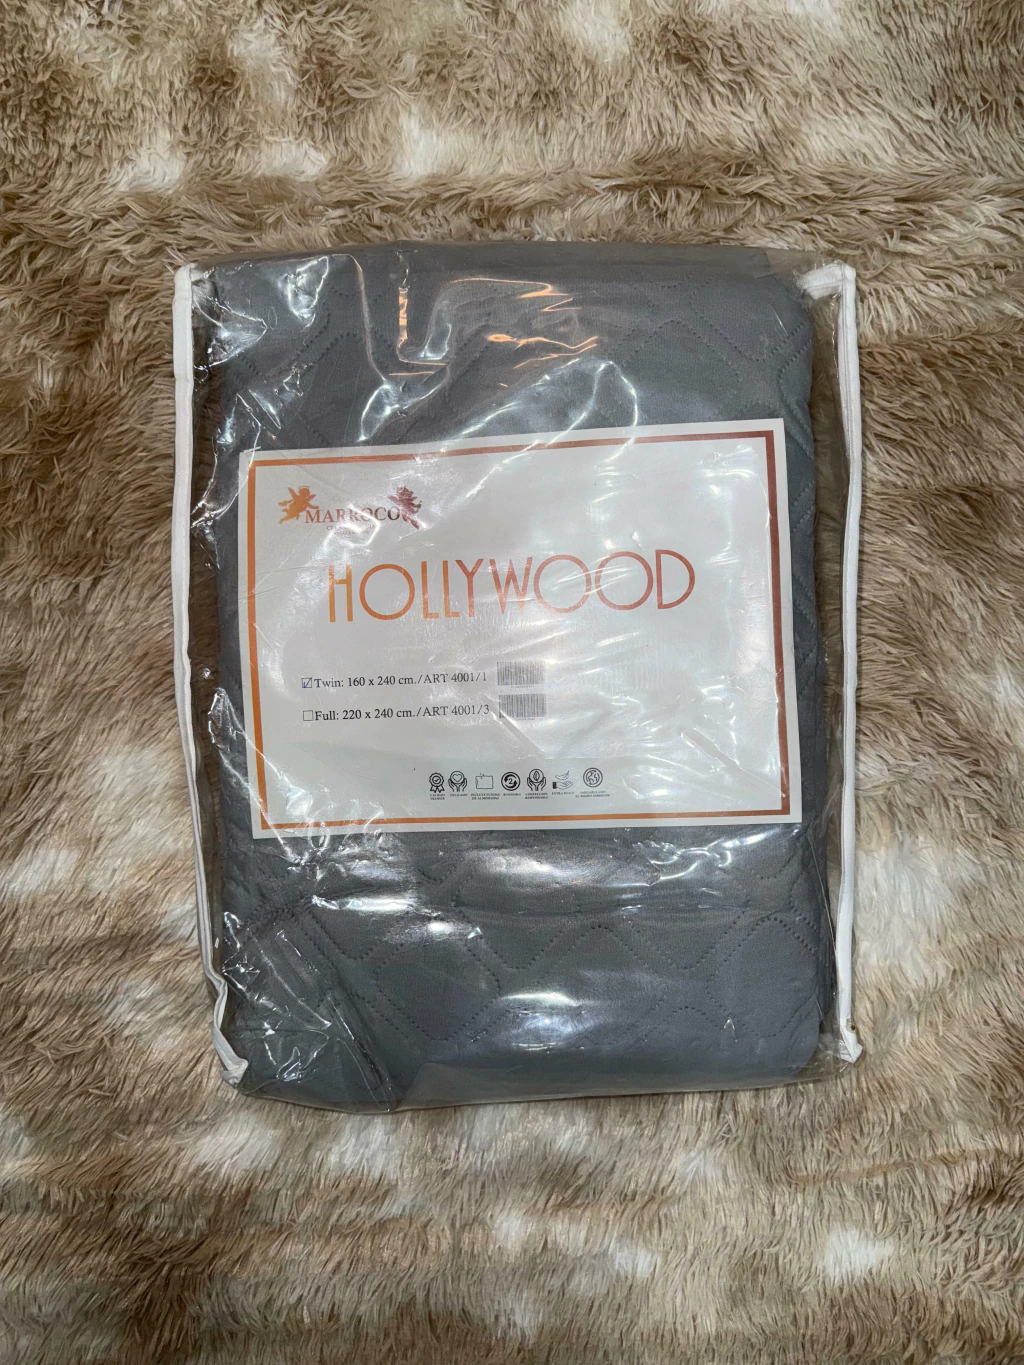 MARROCO
HOLLYWOOD
Twin: 160 x 240 cm./ART 4001/1
Full: 220 x 240 cm./ART 4001/3